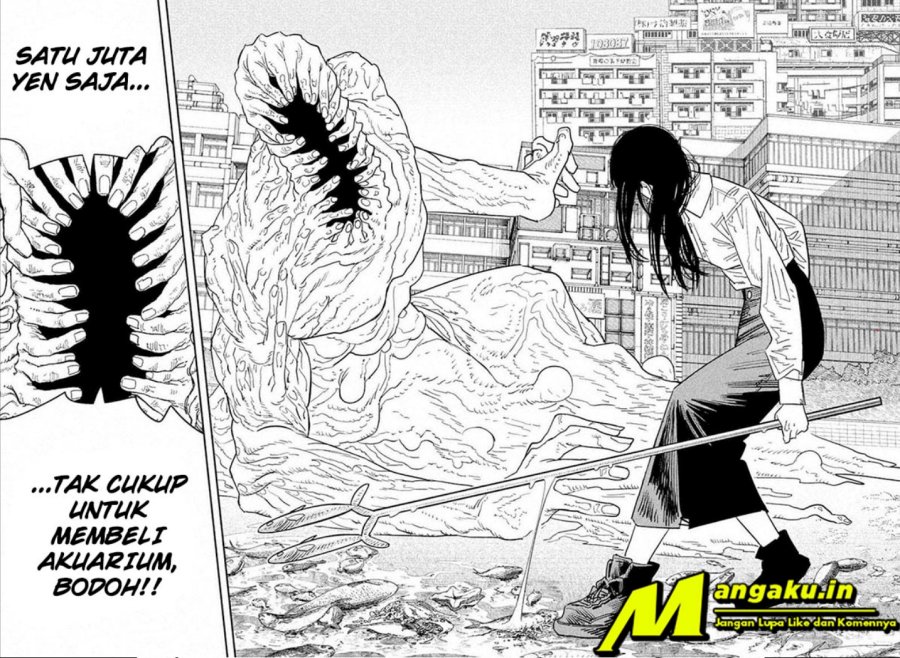 SATU JUTA
YEN SAJA...
...TAK CUKUP
UNTUK
MEMBELI
AKUARIUM,
BODOH!!
Mangaku.in
Jangan Lupa Like dan Komennya